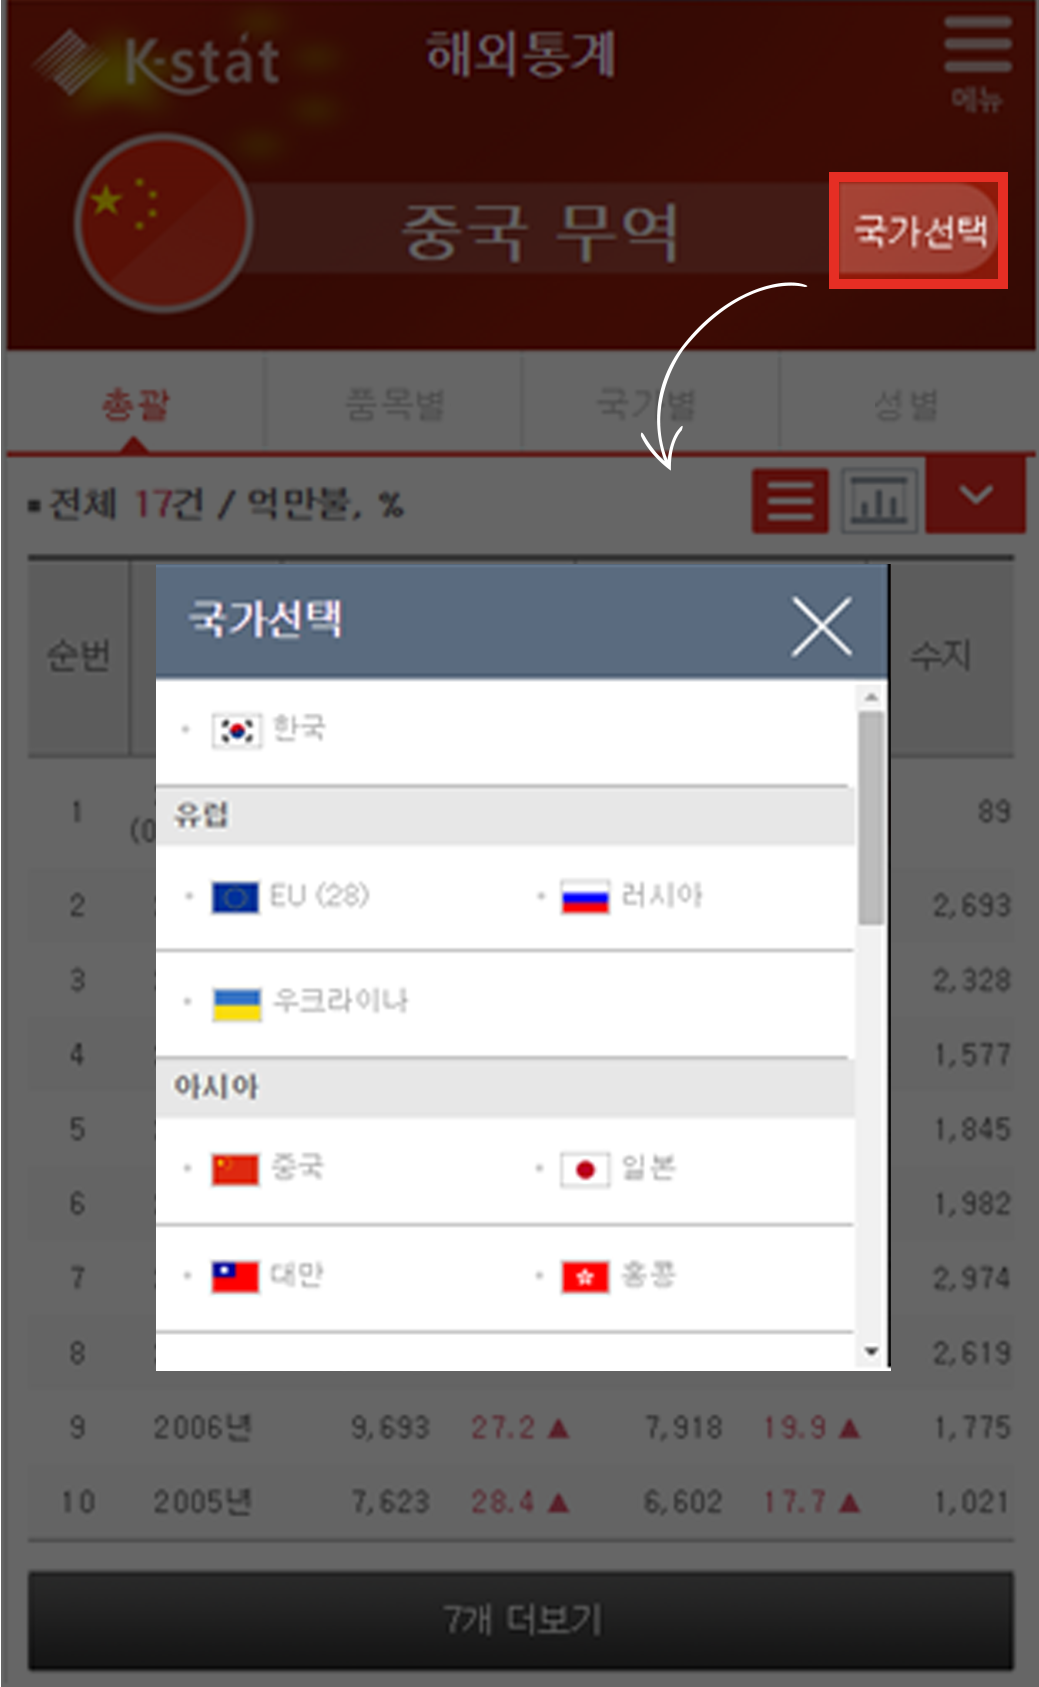 K-stat
해외통계
메뉴
중국 무역
국가선택
총괄 품목별 국가별 성별
전체 17건 / 억만불, %
순번 수지
국가선택
한국
유럽
EU (28) 러시아
우크라이나
아시아
중국 일본
대만 홍콩
1 (0 89
2 2,693
3 2,328
4 1,577
5 1,845
6 1,982
7 2,974
8 2,619
9 2006년 9,693 27.2 ▲ 7,918 19.9 ▲ 1,775
10 2005년 7,623 28.4 ▲ 6,602 17.7 ▲ 1,021
7개 더보기